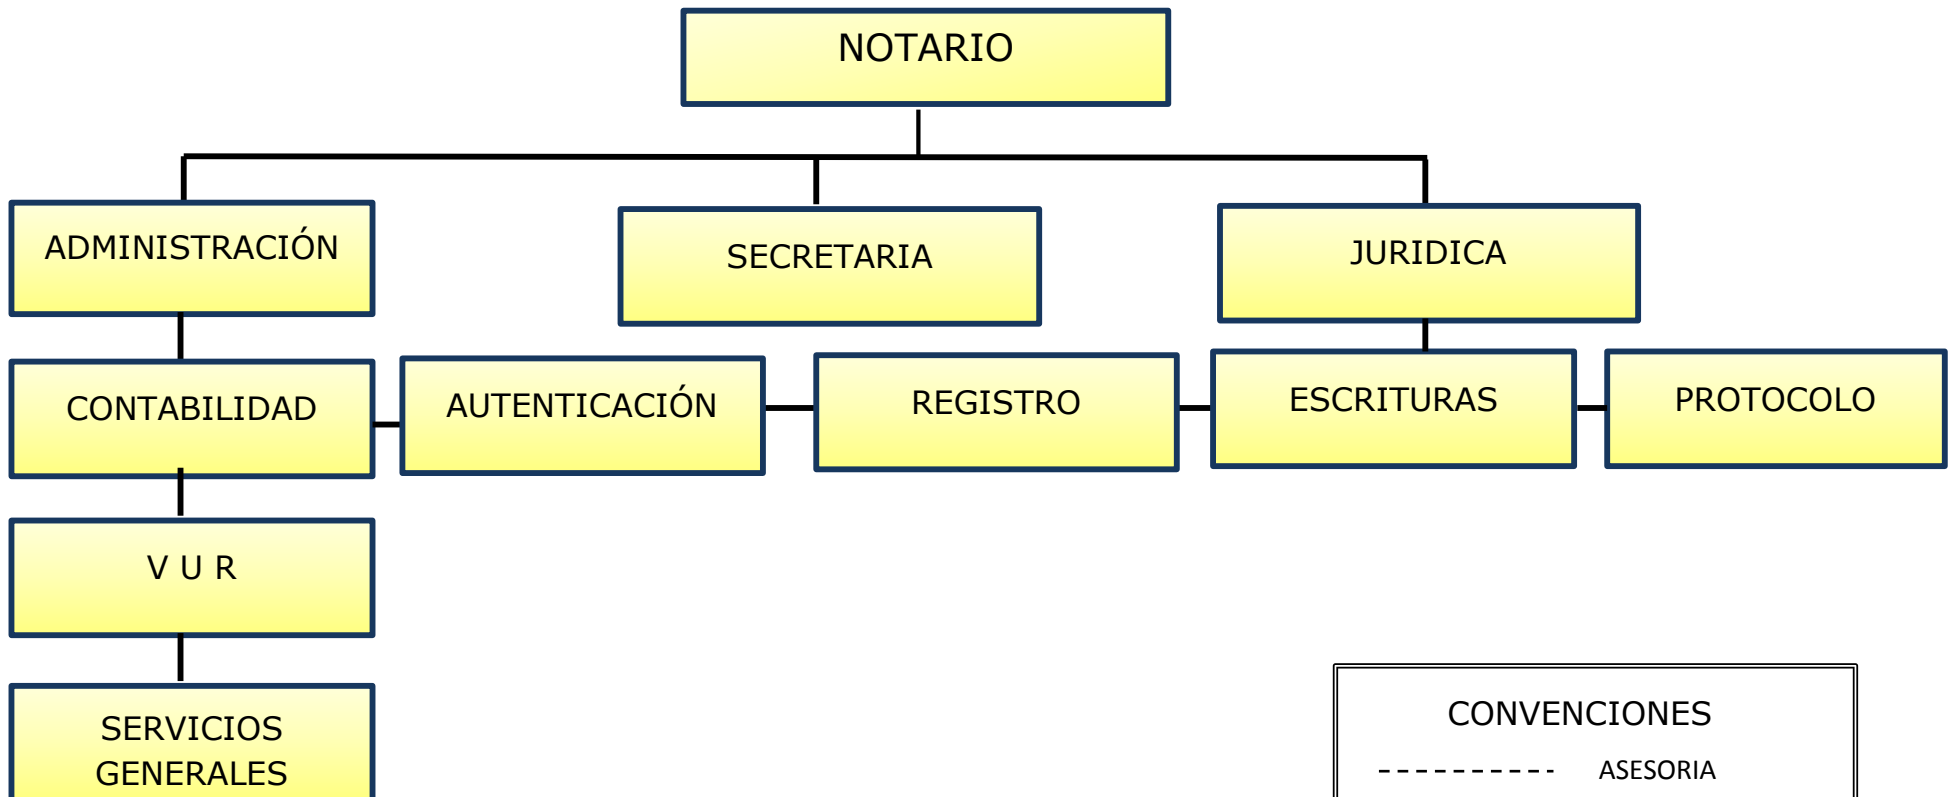 NOTARIO
ADMINISTRACIÓN
SECRETARIA
JURIDICA
CONTABILIDAD
AUTENTICACIÓN
REGISTRO
ESCRITURAS
PROTOCOLO
V U R
SERVICIOS
GENERALES
CONVENCIONES
ASESORIA